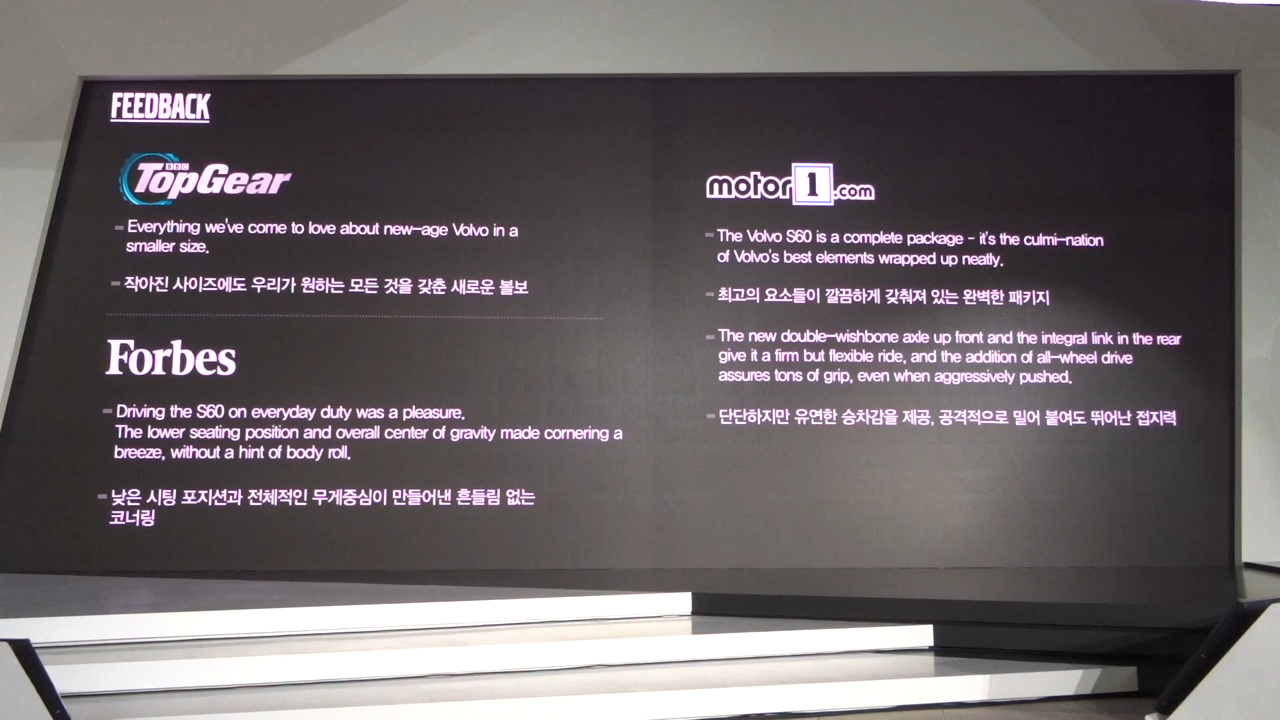 FEEDBACK
BBC
TopGear
Everything we've come to love about new-age Volvo in a
smaller size.
작아진 사이즈에도 우리가 원하는 모든 것을 갖춘 새로운 볼보
Forbes
Driving the S60 on everyday duty was a pleasure.
The lower seating position and overall center of gravity made cornering a
breeze, without a hint of body roll.
낮은 시팅 포지션과 전체적인 무게중심이 만들어낸 흔들림 없는
코너링
motor1.com
The Volvo S60 is a complete package - it's the culmi-nation
of Volvo's best elements wrapped up neatly.
최고의 요소들이 깔끔하게 갖춰져 있는 완벽한 패키지
The new double-wishbone axle up front and the integral link in the rear
give it a firm but flexible ride, and the addition of all-wheel drive
assures tons of grip, even when aggressively pushed.
단단하지만 유연한 승차감을 제공, 공격적으로 밀어 붙여도 뛰어난 접지력